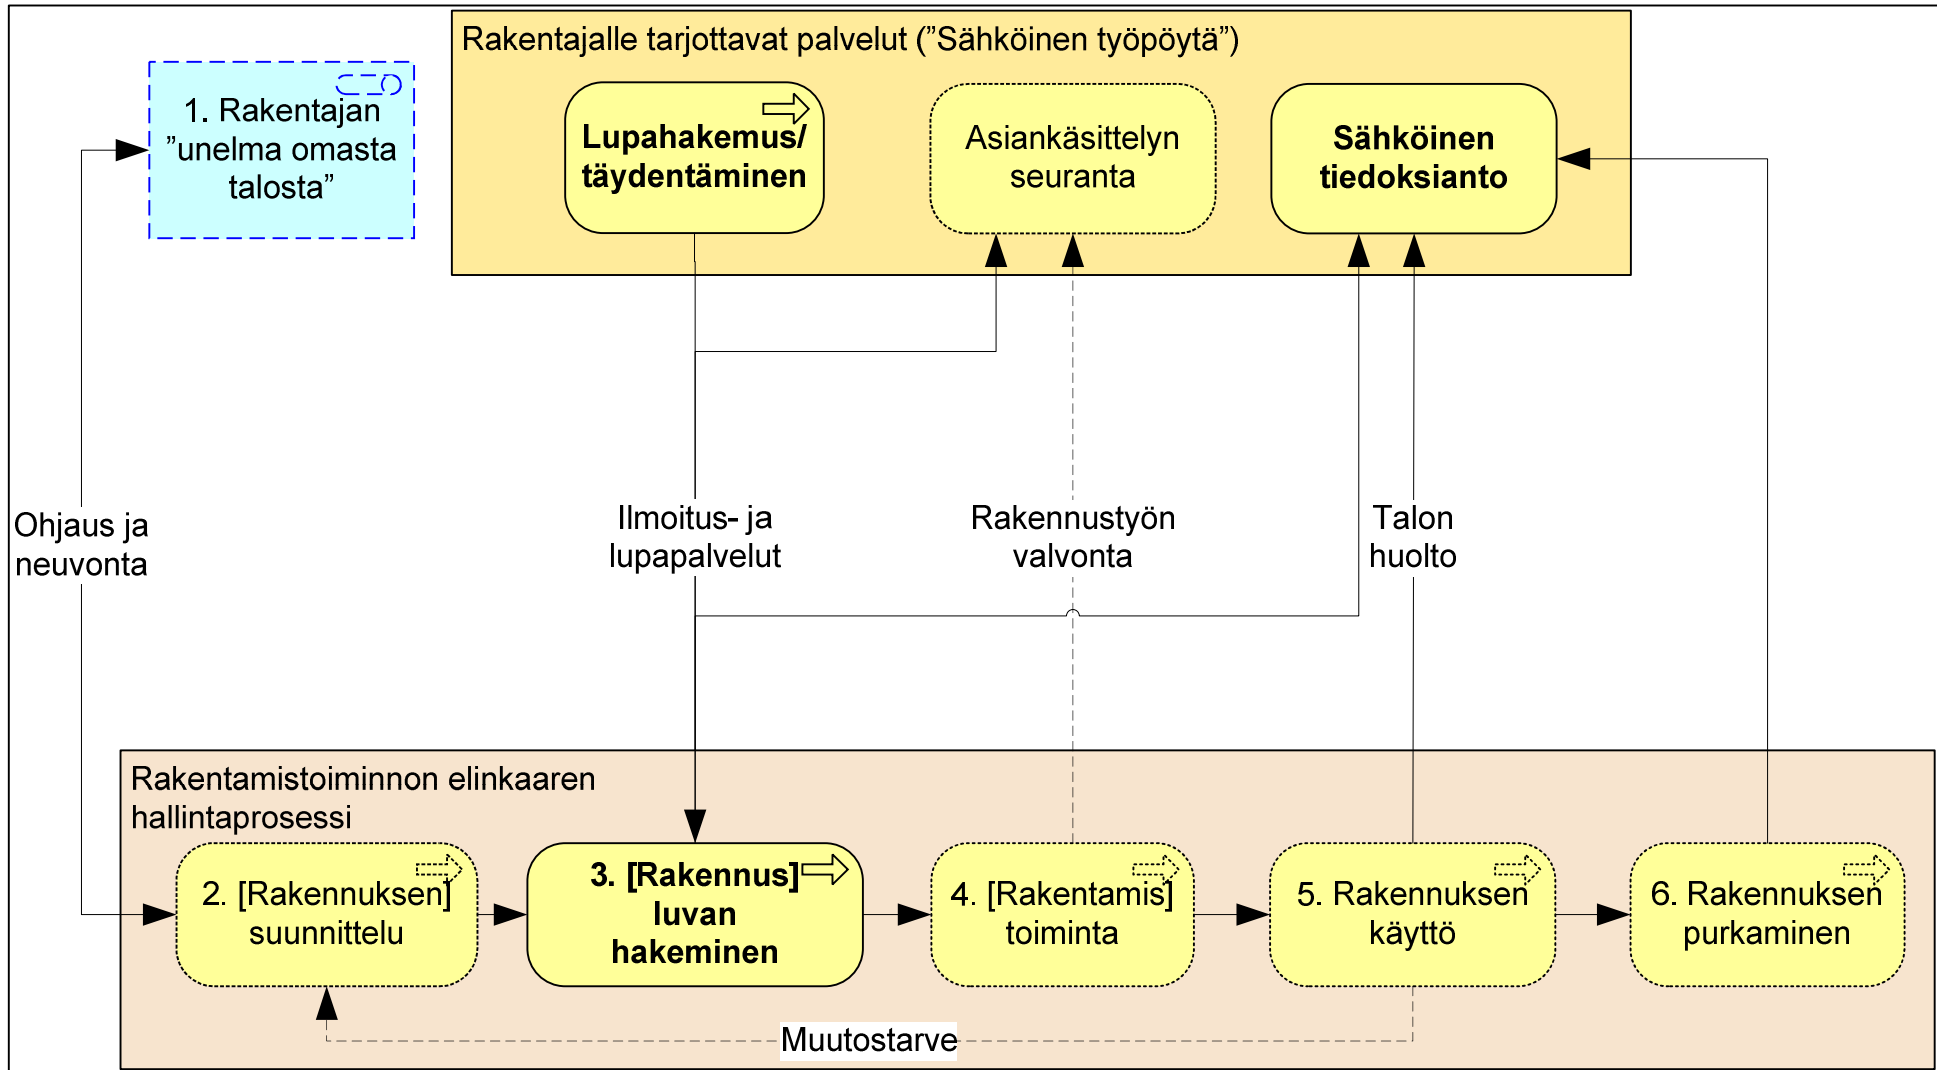 Rakentajalle tarjottavat palvelut (”Sähköinen työpöytä”)
1. Rakentajan
”unelma omasta
talosta”
Lupahakemus/
täydentäminen
Asiankäsittelyn
seuranta
Sähköinen
tiedoksianto
Ohjaus ja
neuvonta
Ilmoitus- ja
lupapalvelut
Rakennustyön
valvonta
Talon
huolto
Rakentamistoiminnon elinkaaren
hallintaprosessi
2. [Rakennuksen]
suunnittelu
3. [Rakennus]
luvan
hakeminen
4. [Rakentamis]
toiminta
5. Rakennuksen
käyttö
6. Rakennuksen
purkaminen
Muutostarve